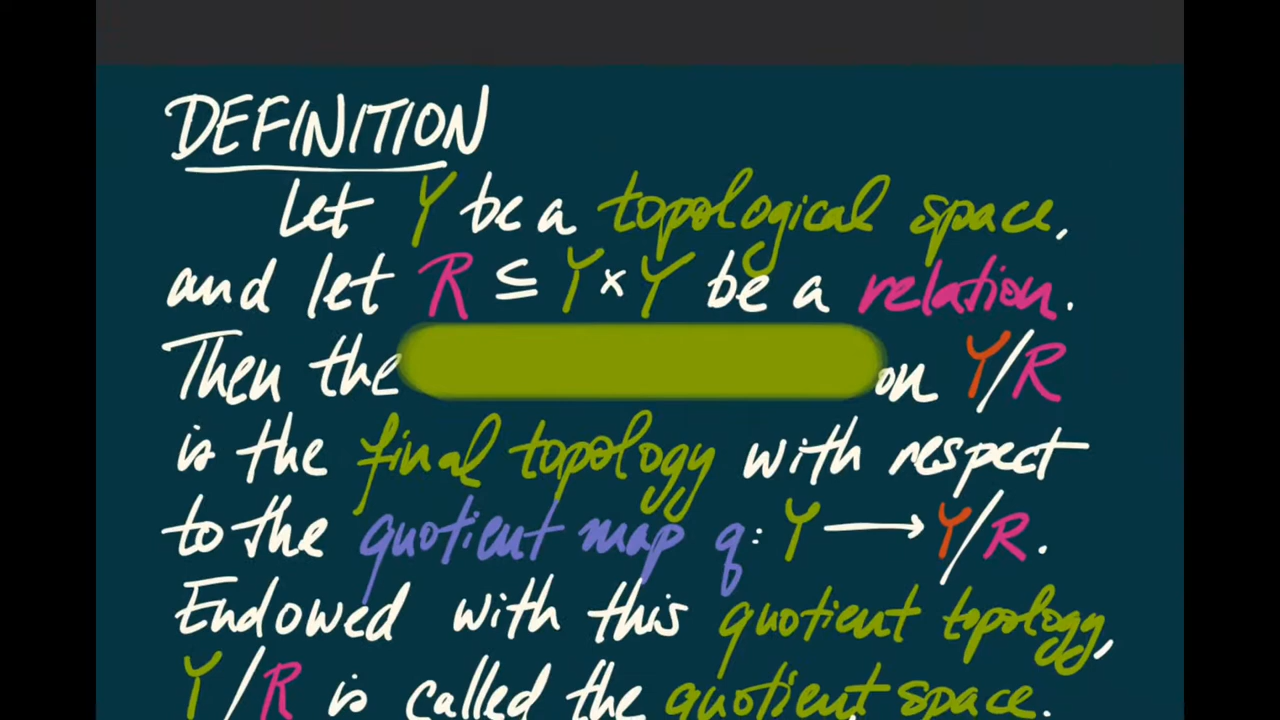 DEFINITION
Let Y be a topological space,
and let R ⊆ Y × Y be a relation.
Then the on Y/R
is the final topology with respect
to the quotient map q: Y ⟶ Y/R.
Endowed with this quotient topology,
Y/R is called the quotient space.